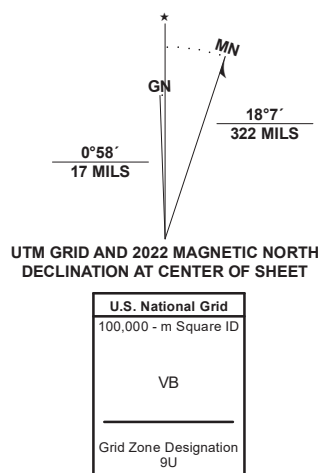 ★
MN
GN
18°7´
322 MILS
0°58´
17 MILS
UTM GRID AND 2022 MAGNETIC NORTH
DECLINATION AT CENTER OF SHEET
U.S. National Grid
100,000 - m Square ID
VB
Grid Zone Designation
9U